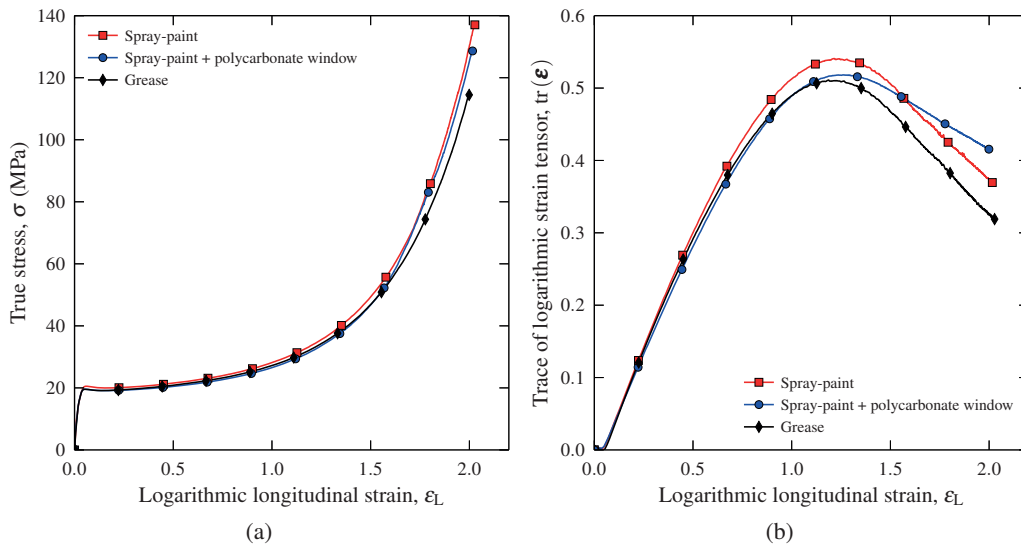 140
120
100
80
60
40
20
0
True stress, σ (MPa)
Spray-paint
Spray-paint + polycarbonate window
Grease
0.0 0.5 1.0 1.5 2.0
Logarithmic longitudinal strain, εL
(a)
0.6
0.5
0.4
0.3
0.2
0.1
0.0
Trace of logarithmic strain tensor, tr (ε)
Spray-paint
Spray-paint + polycarbonate window
Grease
0.0 0.5 1.0 1.5 2.0
Logarithmic longitudinal strain, εL
(b)